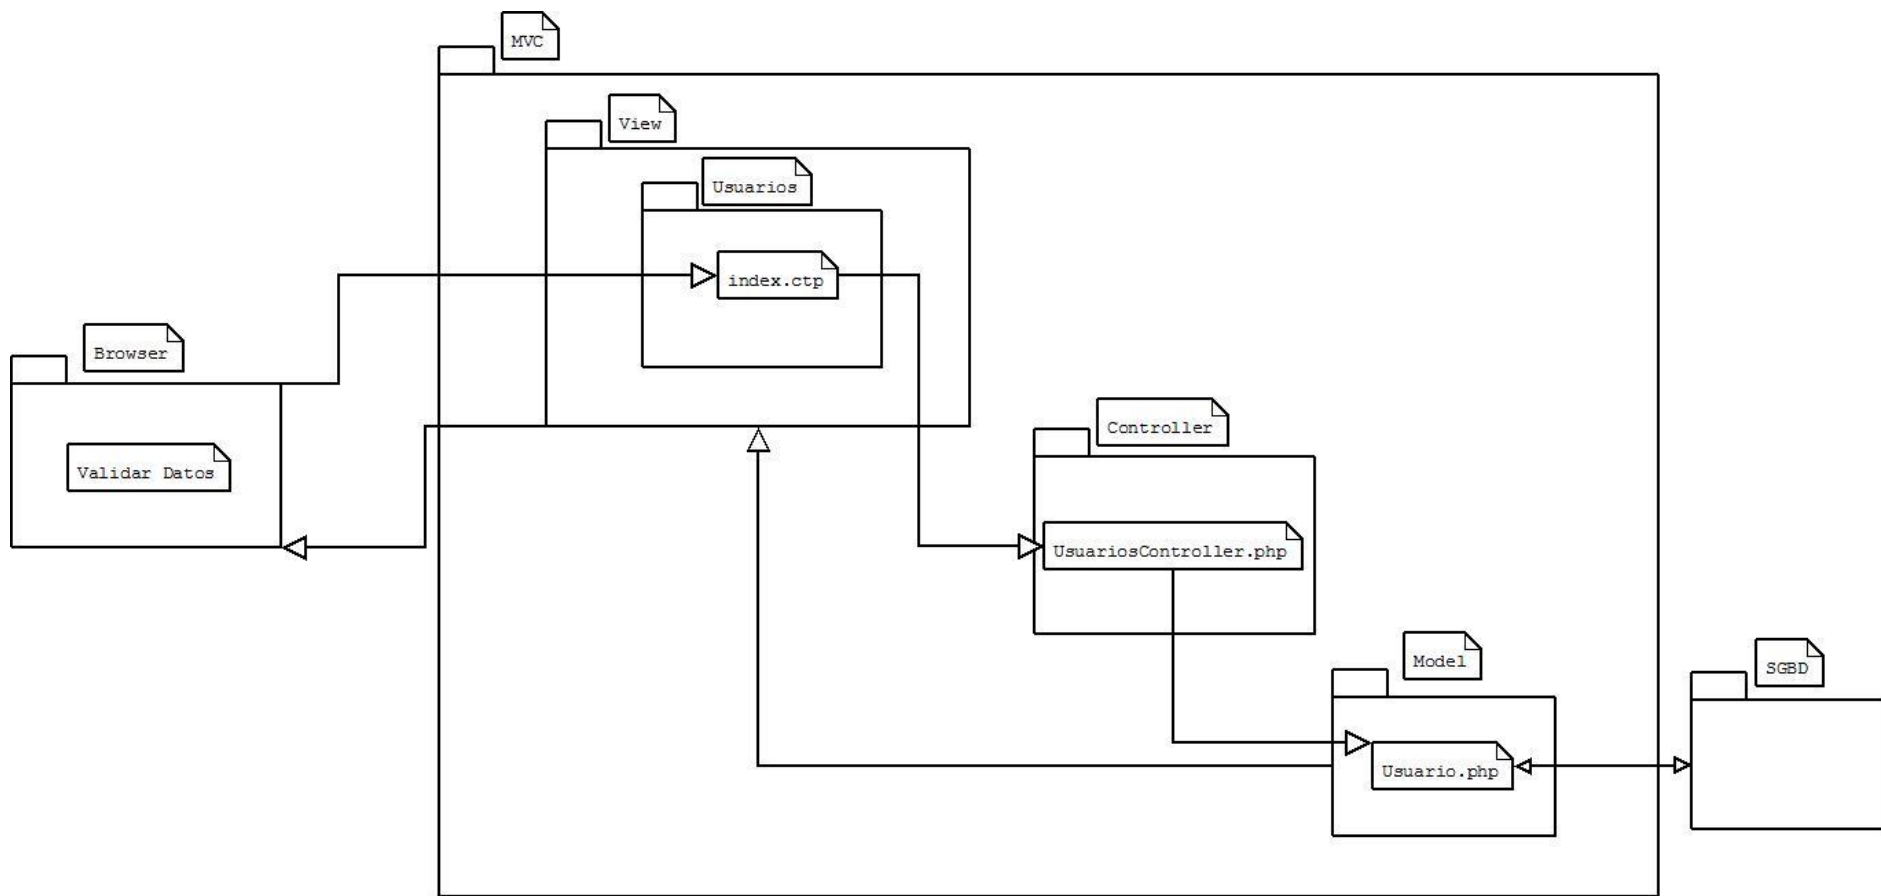 MVC
View
Usuarios
index.ctp
Browser
Validar Datos
Controller
UsuariosController.php
Model
Usuario.php
SGBD